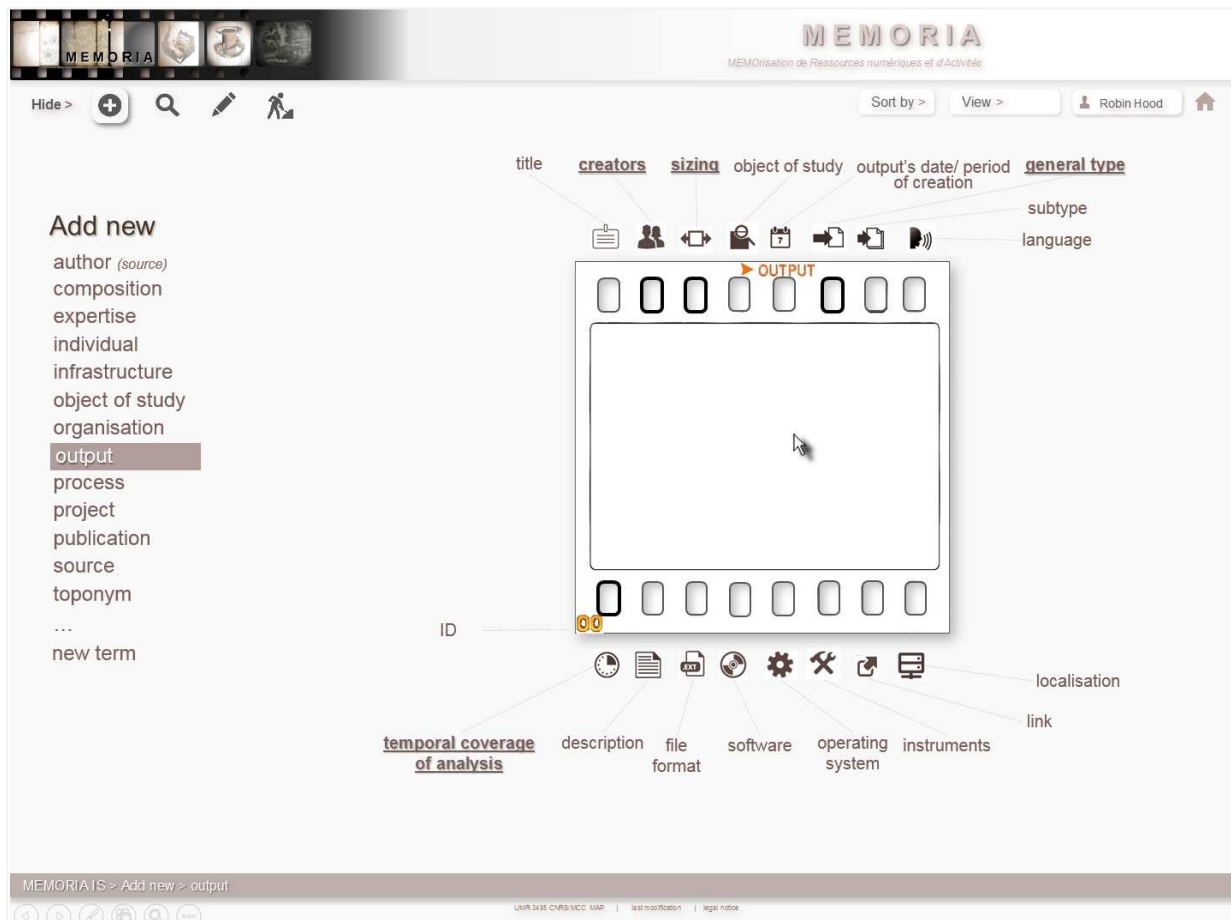 MEMORIA
MEMORIA
MEMOrisation de Ressources numériques et d'Activités
Hide >
Sort by >
View >
Robin Hood
title
creators
sizing
object of study
output's date/ period
of creation
general type
subtype
language
7
Add new
author (source)
composition
expertise
individual
infrastructure
object of study
organisation
output
process
project
publication
source
toponym
...
new term
➤ OUTPUT
00
ID
.EXT
localisation
link
temporal coverage
of analysis
description
file
format
software
operating
system
instruments
MEMORIA IS > Add new > output
UMR 3495 CNRS/MCC MAP | last modification | legal notice